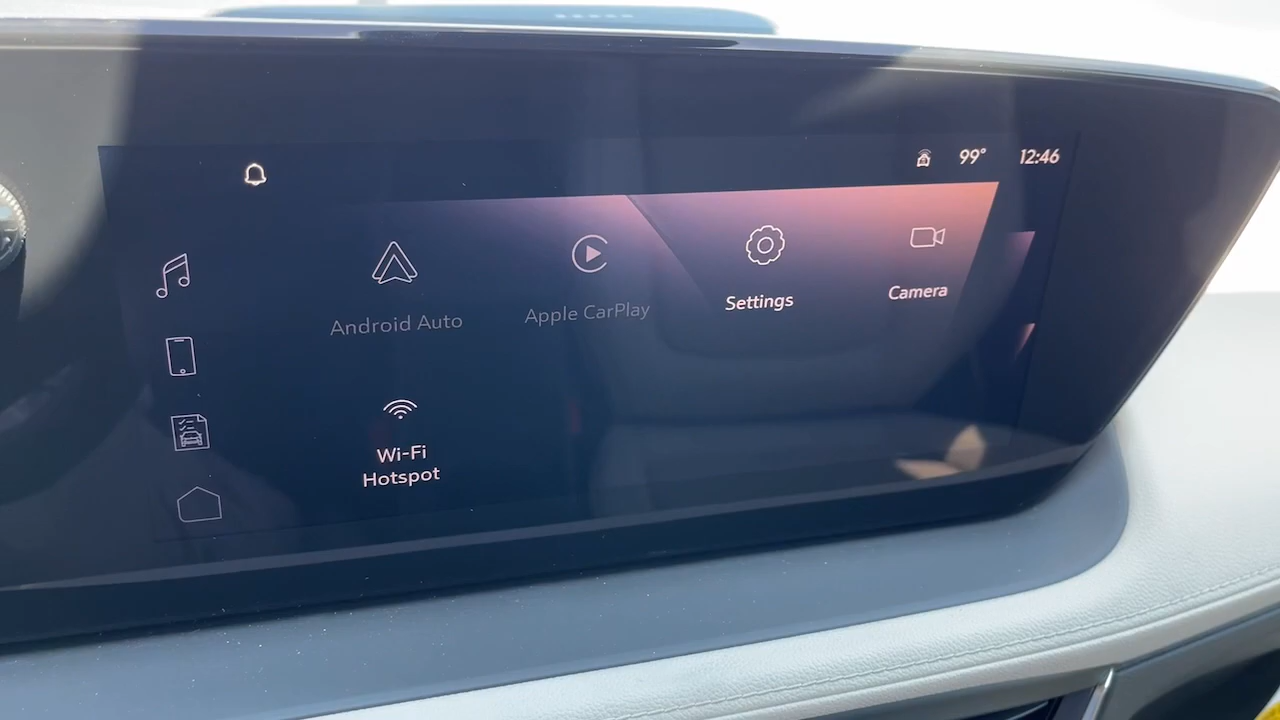 99° 12:46
Android Auto
Apple CarPlay
Settings
Camera
Wi-Fi
Hotspot